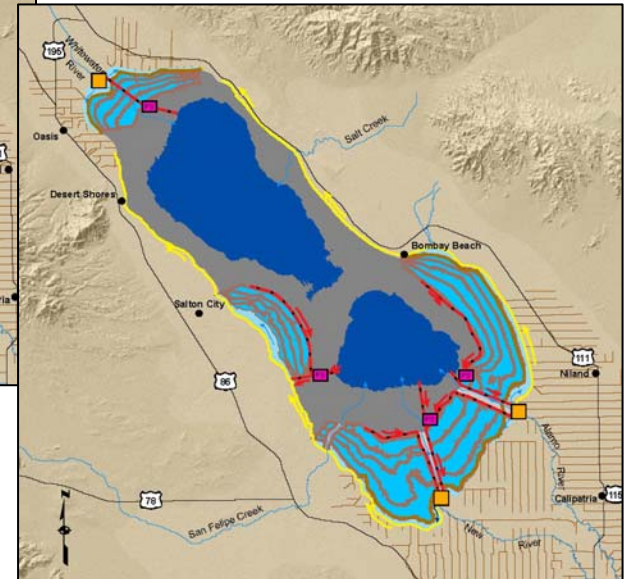 195
Whitewater
River
Oasis
Salt Creek
Desert Shores
Bombay Beach
Salton City
86
111
Niland
Alamo
River
Calipatria
115
78
San Felipe Creek
New
River
N